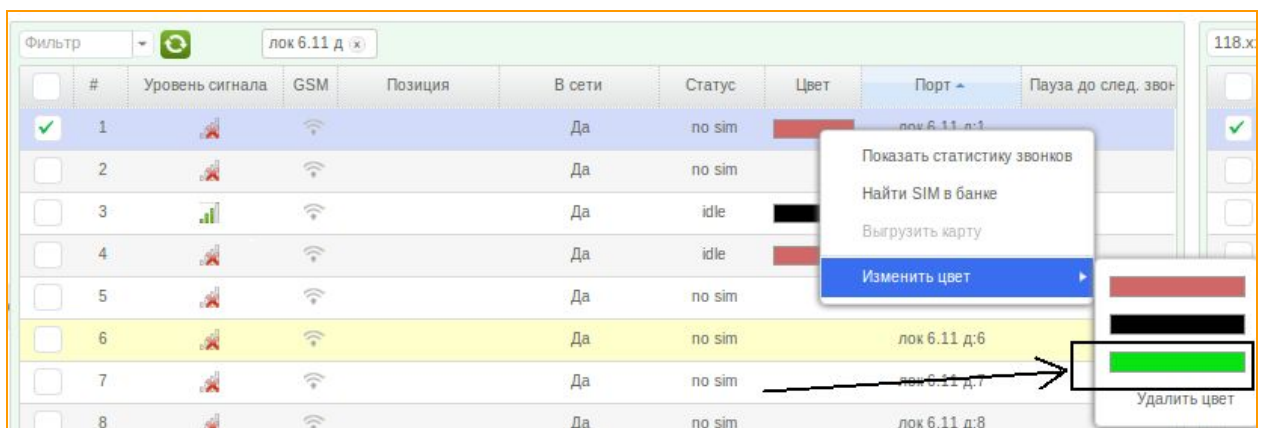 Фильтр лок 6.11 д x 118.x
# Уровень сигнала GSM Позиция В сети Статус Цвет Порт Пауза до след. звон
1 Да no sim лок 6.11 д:1
Показать статистику звонков
2 Да no sim
Найти SIM в банке
3 Да idle
Выгрузить карту
4 Да idle
Изменить цвет
5 Да no sim
6 Да no sim лок 6.11 д:6
7 Да no sim лок 6.11 д:7
Удалить цвет
8 Да no sim лок 6.11 д:8